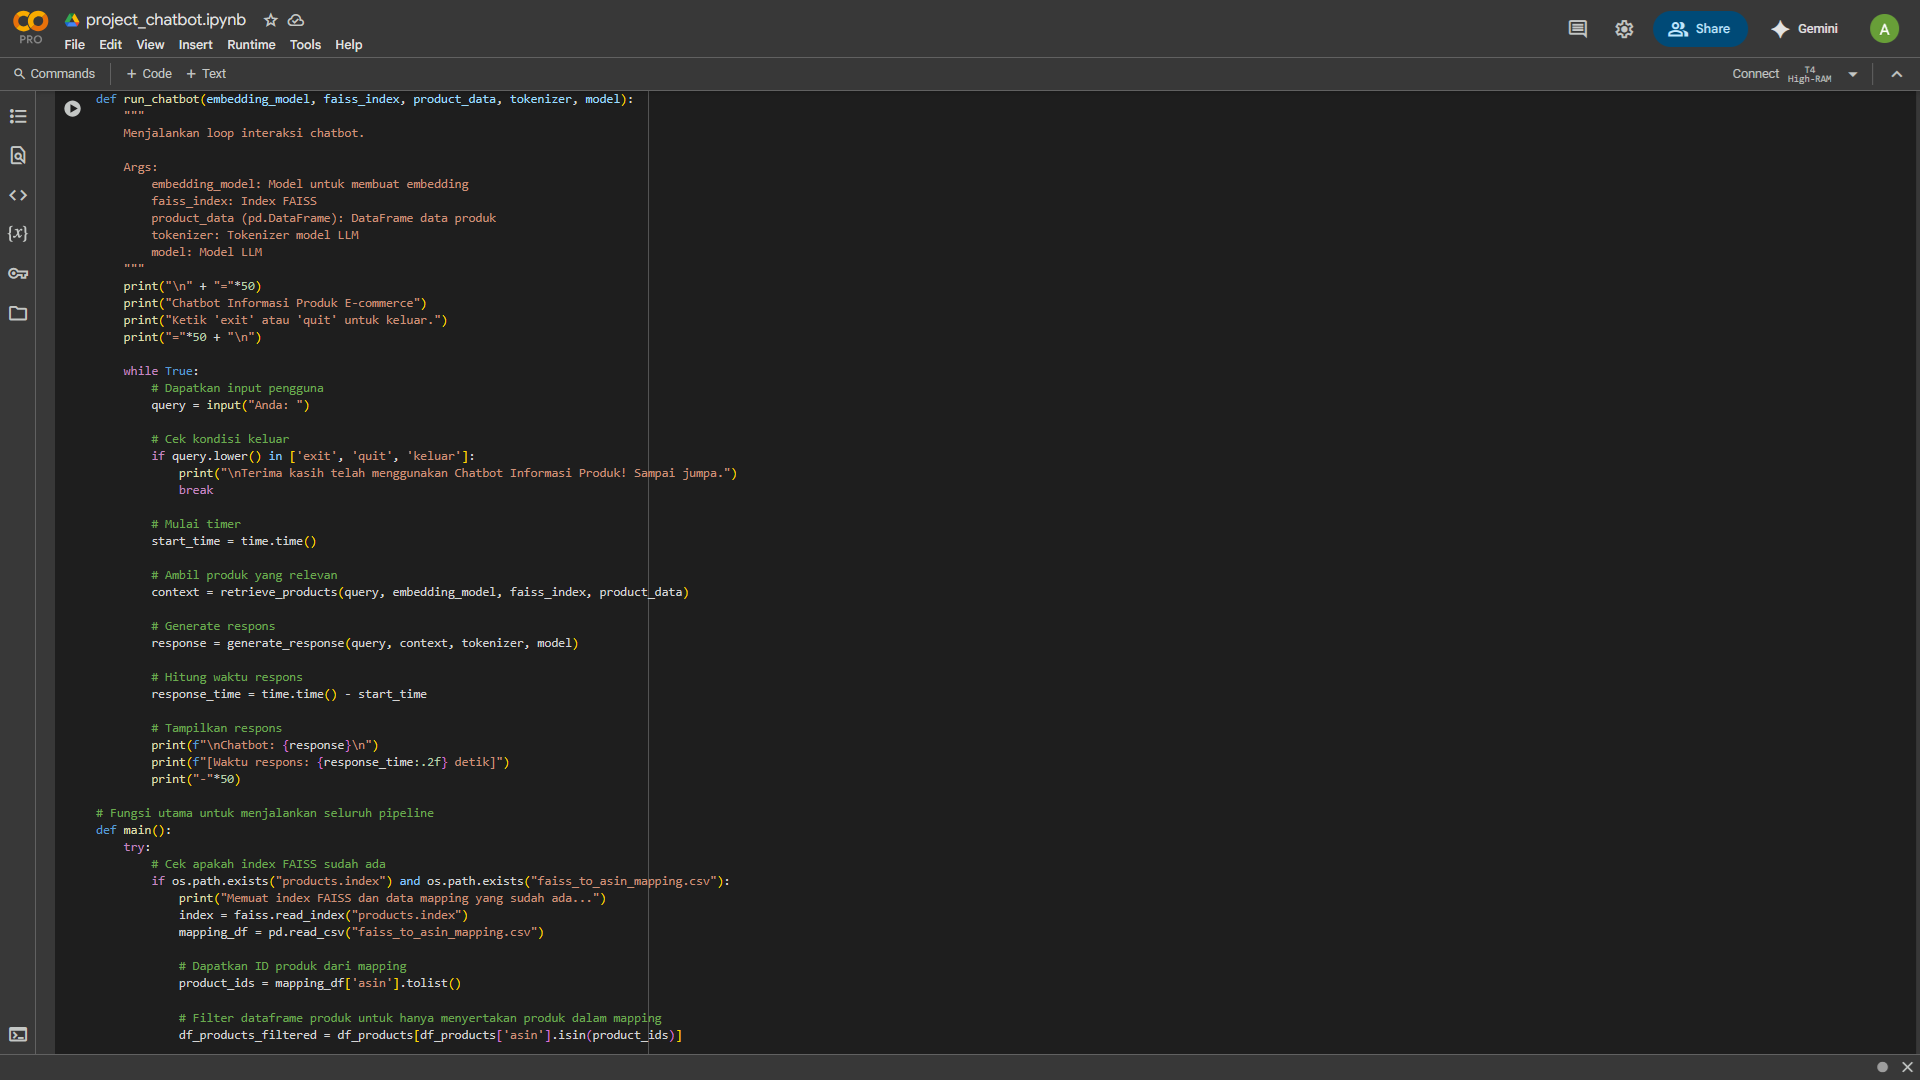 project_chatbot.ipynb
PRO
File Edit View Insert Runtime Tools Help
Share
Gemini
A
Commands + Code + Text
Connect T4 High-RAM
def run_chatbot(embedding_model, faiss_index, product_data, tokenizer, model):
    """
    Menjalankan loop interaksi chatbot.

    Args:
        embedding_model: Model untuk membuat embedding
        faiss_index: Index FAISS
        product_data (pd.DataFrame): DataFrame data produk
        tokenizer: Tokenizer model LLM
        model: Model LLM
    """
    print("\n" + "="*50)
    print("Chatbot Informasi Produk E-commerce")
    print("Ketik 'exit' atau 'quit' untuk keluar.")
    print("="*50 + "\n")

    while True:
        # Dapatkan input pengguna
        query = input("Anda: ")

        # Cek kondisi keluar
        if query.lower() in ['exit', 'quit', 'keluar']:
            print("\nTerima kasih telah menggunakan Chatbot Informasi Produk! Sampai jumpa.")
            break

        # Mulai timer
        start_time = time.time()

        # Ambil produk yang relevan
        context = retrieve_products(query, embedding_model, faiss_index, product_data)

        # Generate respons
        response = generate_response(query, context, tokenizer, model)

        # Hitung waktu respons
        response_time = time.time() - start_time

        # Tampilkan respons
        print(f"\nChatbot: {response}\n")
        print(f"[Waktu respons: {response_time:.2f} detik]")
        print("-"*50)

# Fungsi utama untuk menjalankan seluruh pipeline
def main():
    try:
        # Cek apakah index FAISS sudah ada
        if os.path.exists("products.index") and os.path.exists("faiss_to_asin_mapping.csv"):
            print("Memuat index FAISS dan data mapping yang sudah ada...")
            index = faiss.read_index("products.index")
            mapping_df = pd.read_csv("faiss_to_asin_mapping.csv")

            # Dapatkan ID produk dari mapping
            product_ids = mapping_df['asin'].tolist()

            # Filter dataframe produk untuk hanya menyertakan produk dalam mapping
            df_products_filtered = df_products[df_products['asin'].isin(product_ids)]